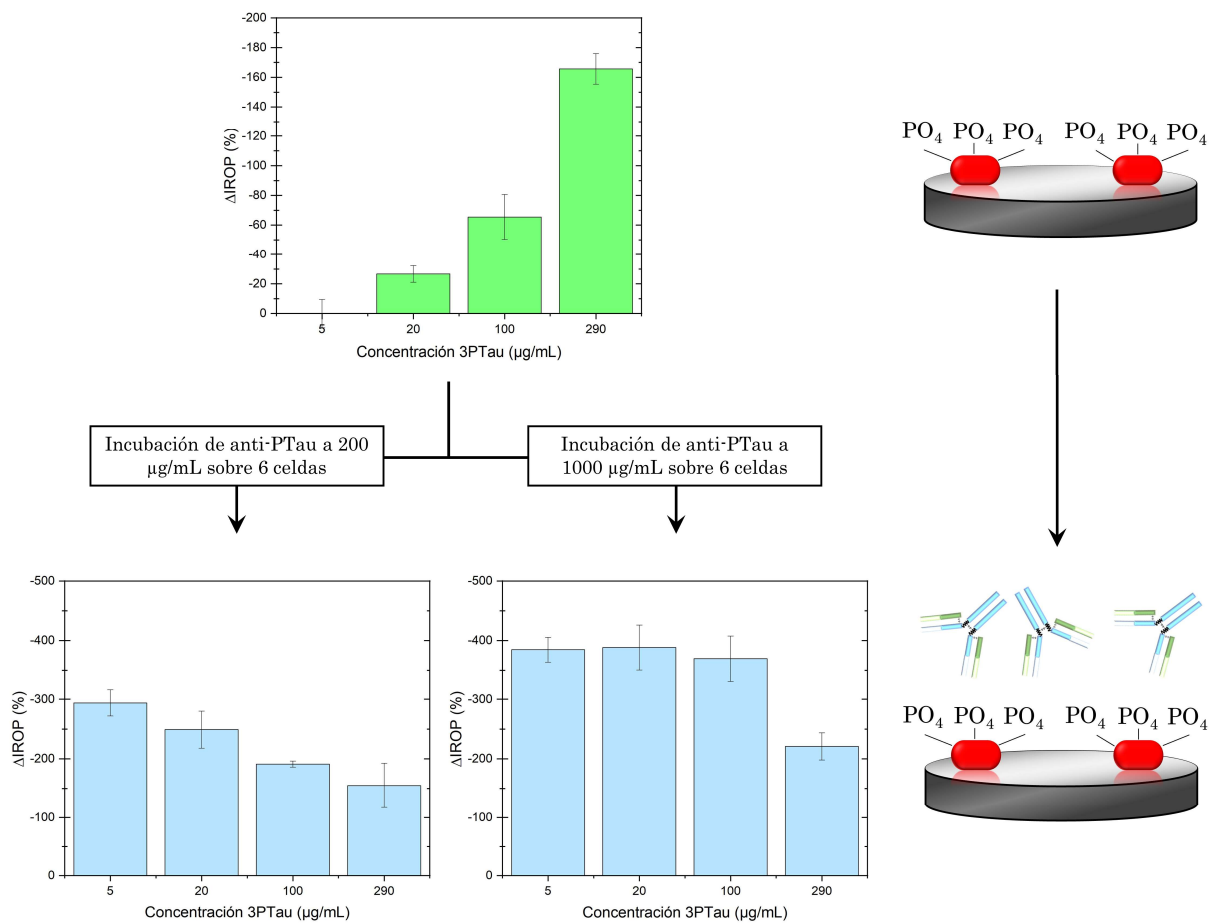 -200
-180
-160
-140
-120
-100
-80
-60
-40
-20
0
ΔIROP (%)
5 20 100 290
Concentración 3PTau (µg/mL)
PO4 PO4 PO4 PO4 PO4 PO4
Incubación de anti-PTau a 200
µg/mL sobre 6 celdas
Incubación de anti-PTau a
1000 µg/mL sobre 6 celdas
-500
-400
-300
-200
-100
0
ΔIROP (%)
5 20 100 290
Concentración 3PTau (µg/mL)
-500
-400
-300
-200
-100
0
ΔIROP (%)
5 20 100 290
Concentración 3PTau (µg/mL)
PO4 PO4 PO4 PO4 PO4 PO4